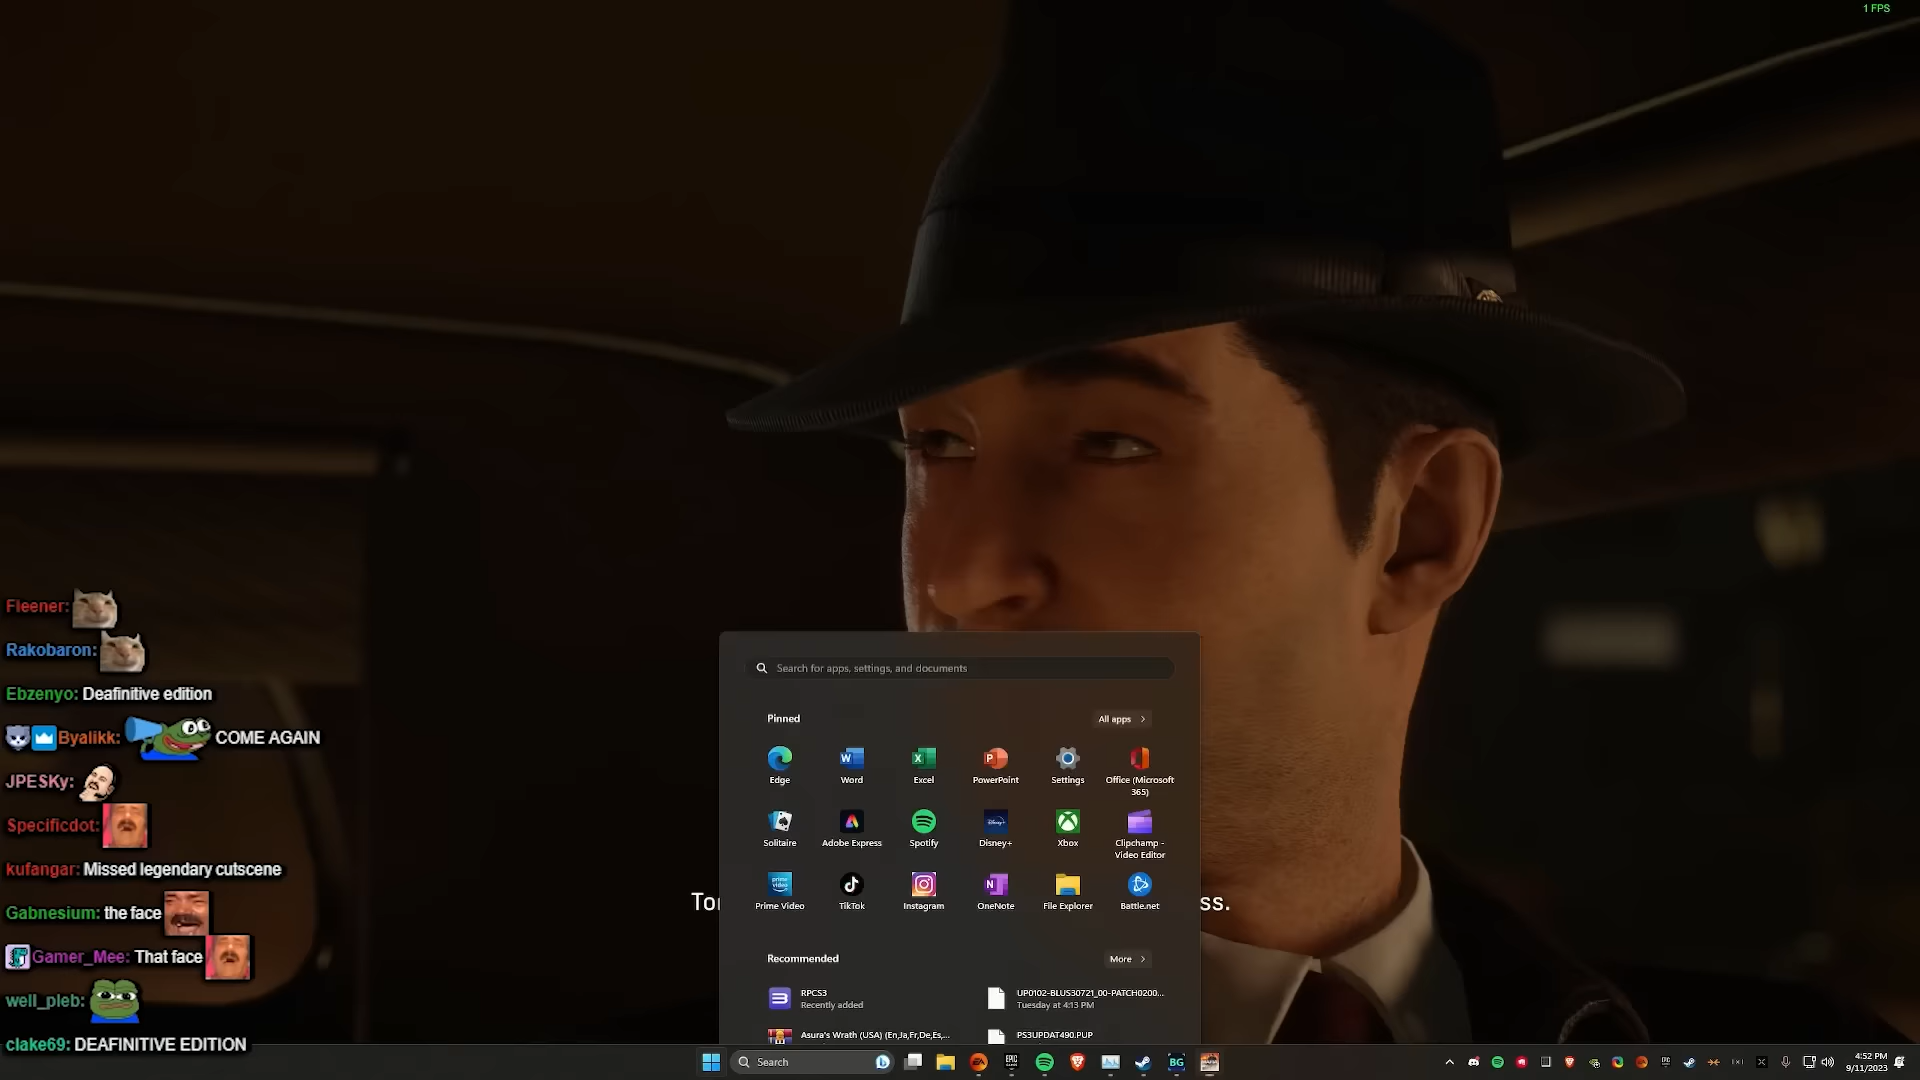 1 FPS
Fleener:
Rakobaron:
Ebzenyo: Deafinitive edition
Byalikk: COME AGAIN
JPESKy:
Specificdot:
kufangar: Missed legendary cutscene
Gabnesium: the face
Gamer_Mee: That face
well_pleb:
clake69: DEAFINITIVE EDITION
Search for apps, settings, and documents
Pinned
All apps >
Edge
Word
Excel
PowerPoint
Settings
Office (Microsoft 365)
Solitaire
Adobe Express
Spotify
Disney+
Xbox
Clipchamp - Video Editor
Prime Video
TikTok
Instagram
OneNote
File Explorer
Battle.net
ss.
Recommended
More >
RPCS3
Recently added
UP0102-BLUS30721_00-PATCH0200...
Tuesday at 4:13 PM
Asura's Wrath (USA) (En,Ja,Fr,De,Es,...
PS3UPDAT490.PUP
Search
BG
4:52 PM
9/11/2023